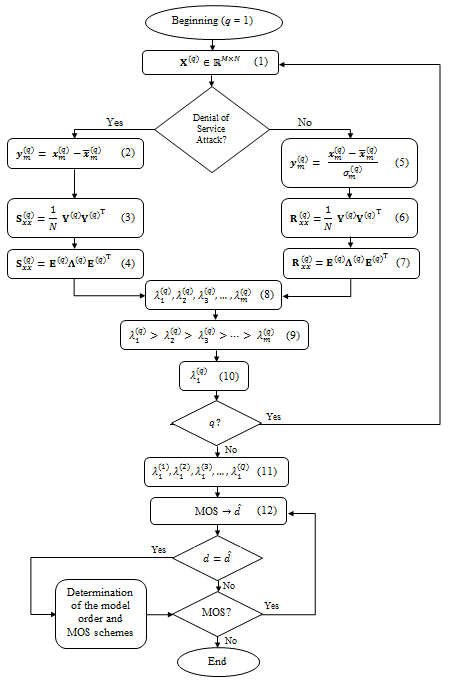 Beginning (q = 1)
X^(q) ∈ ℝ^{M×N} (1)
Denial of
Service
Attack?
Yes
No
y_m^(q) = x_m^(q) − x̄_m^(q) (2)
y_m^(q) = (x_m^(q) − x̄_m^(q)) / σ_m^(q) (5)
S_xx^(q) = 1/N Y^(q) Y^(q)T (3)
R_xx^(q) = 1/N Y^(q) Y^(q)T (6)
S_xx^(q) = E^(q) Λ^(q) E^(q)T (4)
R_xx^(q) = E^(q) Λ^(q) E^(q)T (7)
λ_1^(q), λ_2^(q), λ_3^(q), …, λ_m^(q) (8)
λ_1^(q) > λ_2^(q) > λ_3^(q) > ⋯ > λ_m^(q) (9)
λ_1^(q) (10)
q?
Yes
No
λ_1^(1), λ_1^(2), λ_1^(3), …, λ_1^(Q) (11)
MOS → d̂ (12)
Yes
d = d̂
No
Determination
of the model
order and
MOS schemes
MOS?
Yes
No
End